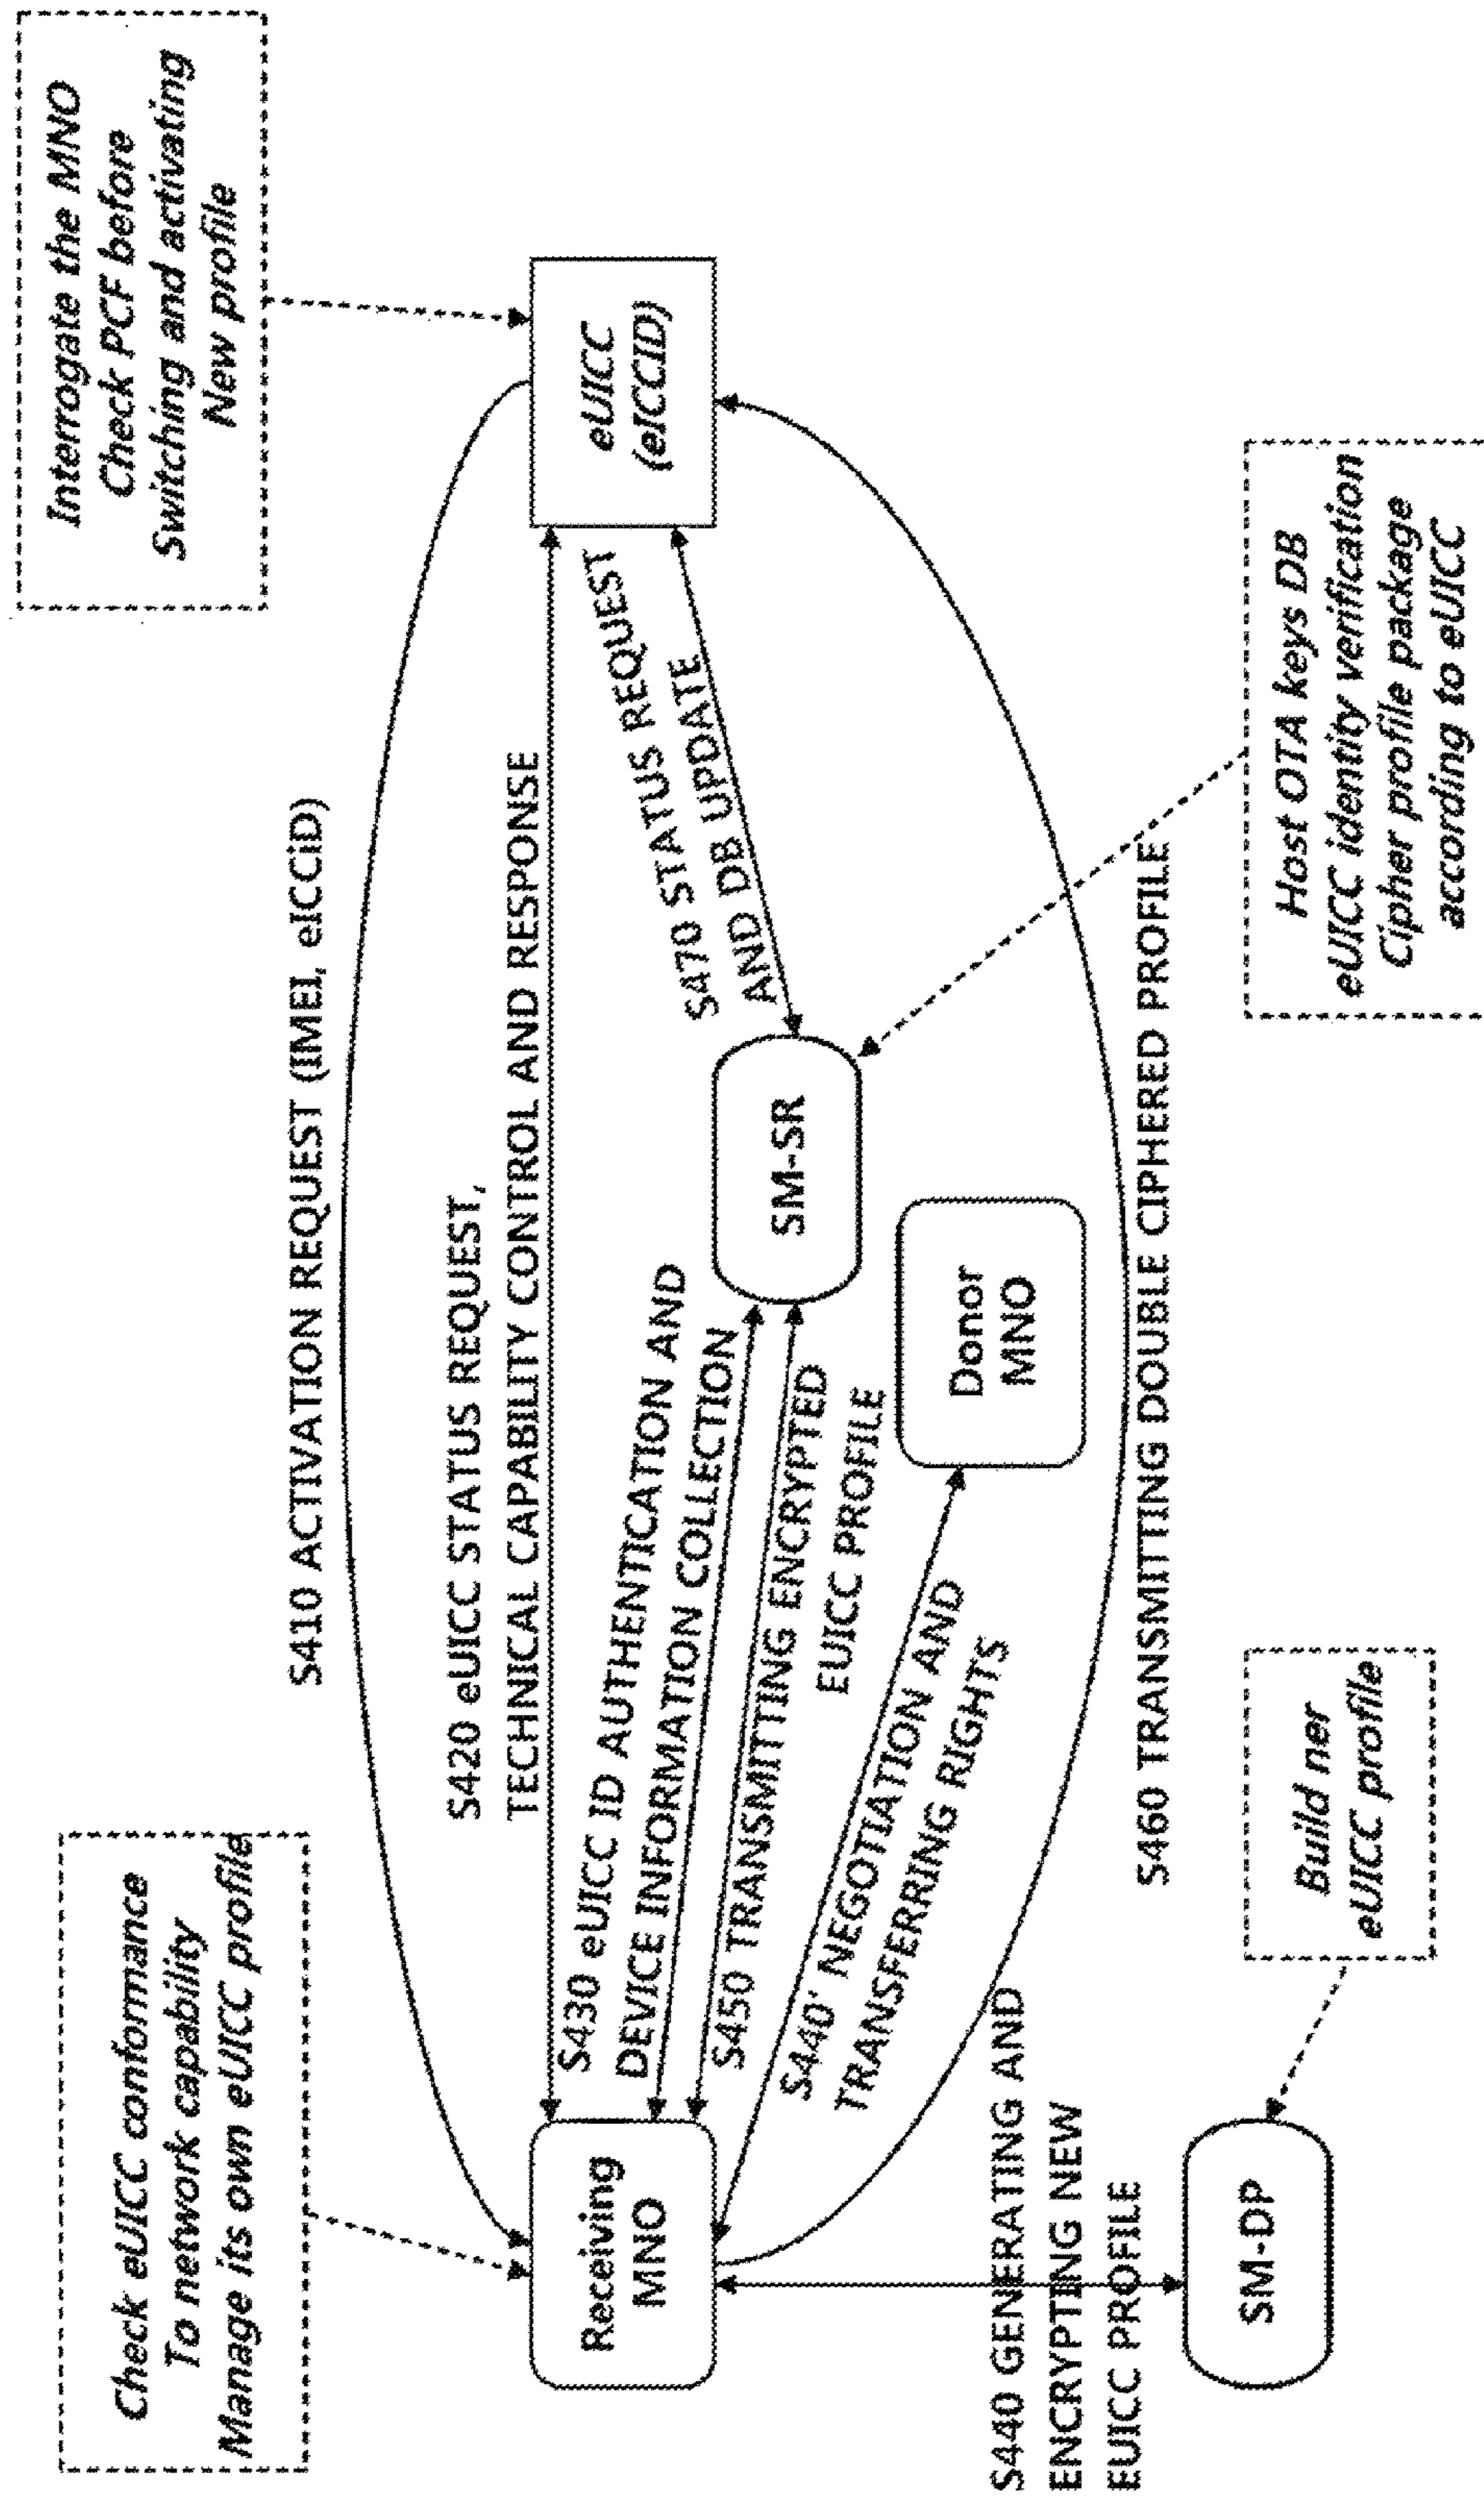 Check eUICC conformance
To network capability
Manage its own eUICC profile
Interrogate the MNO
Check PCF before
Switching and activating
New profile
S410 ACTIVATION REQUEST (IMEI, eICCiD)
S420 eUICC STATUS REQUEST,
TECHNICAL CAPABILITY CONTROL AND RESPONSE
Receiving
MNO
eUICC
(eICCID)
S430 eUICC ID AUTHENTICATION AND
DEVICE INFORMATION COLLECTION
S470 STATUS REQUEST
AND DB UPDATE
SM-SR
S450 TRANSMITTING ENCRYPTED
EUICC PROFILE
S440' NEGOTIATION AND
TRANSFERRING RIGHTS
Donor
MNO
S440 GENERATING AND
ENCRYPTING NEW
EUICC PROFILE
S460 TRANSMITTING DOUBLE CIPHERED PROFILE
SM-DP
Build ner
eUICC profile
Host OTA keys DB
eUICC identity verification
Cipher profile package
according to eUICC